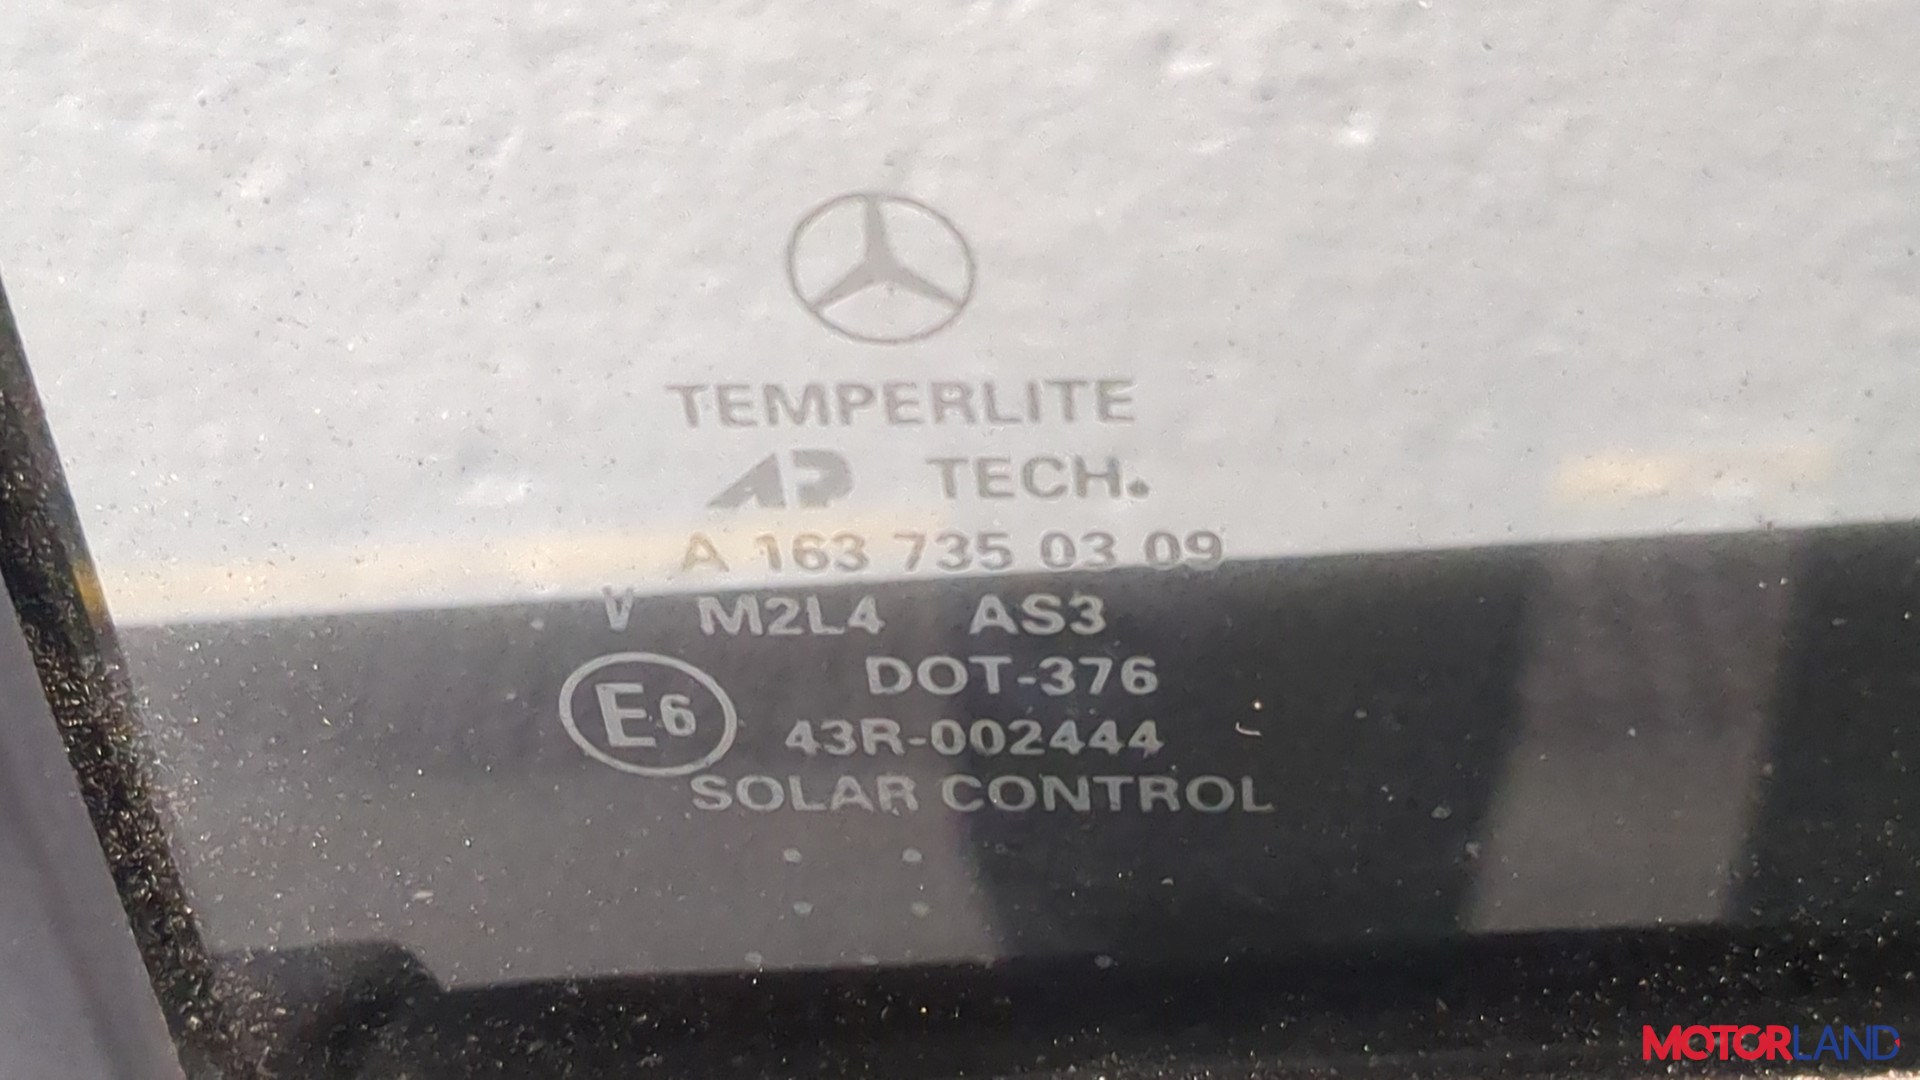 TEMPERLITE
AP TECH.
A 163 735 03 09
V M2L4 AS3
DOT-376
E6
43R-002444
SOLAR CONTROL
MOTORLAND